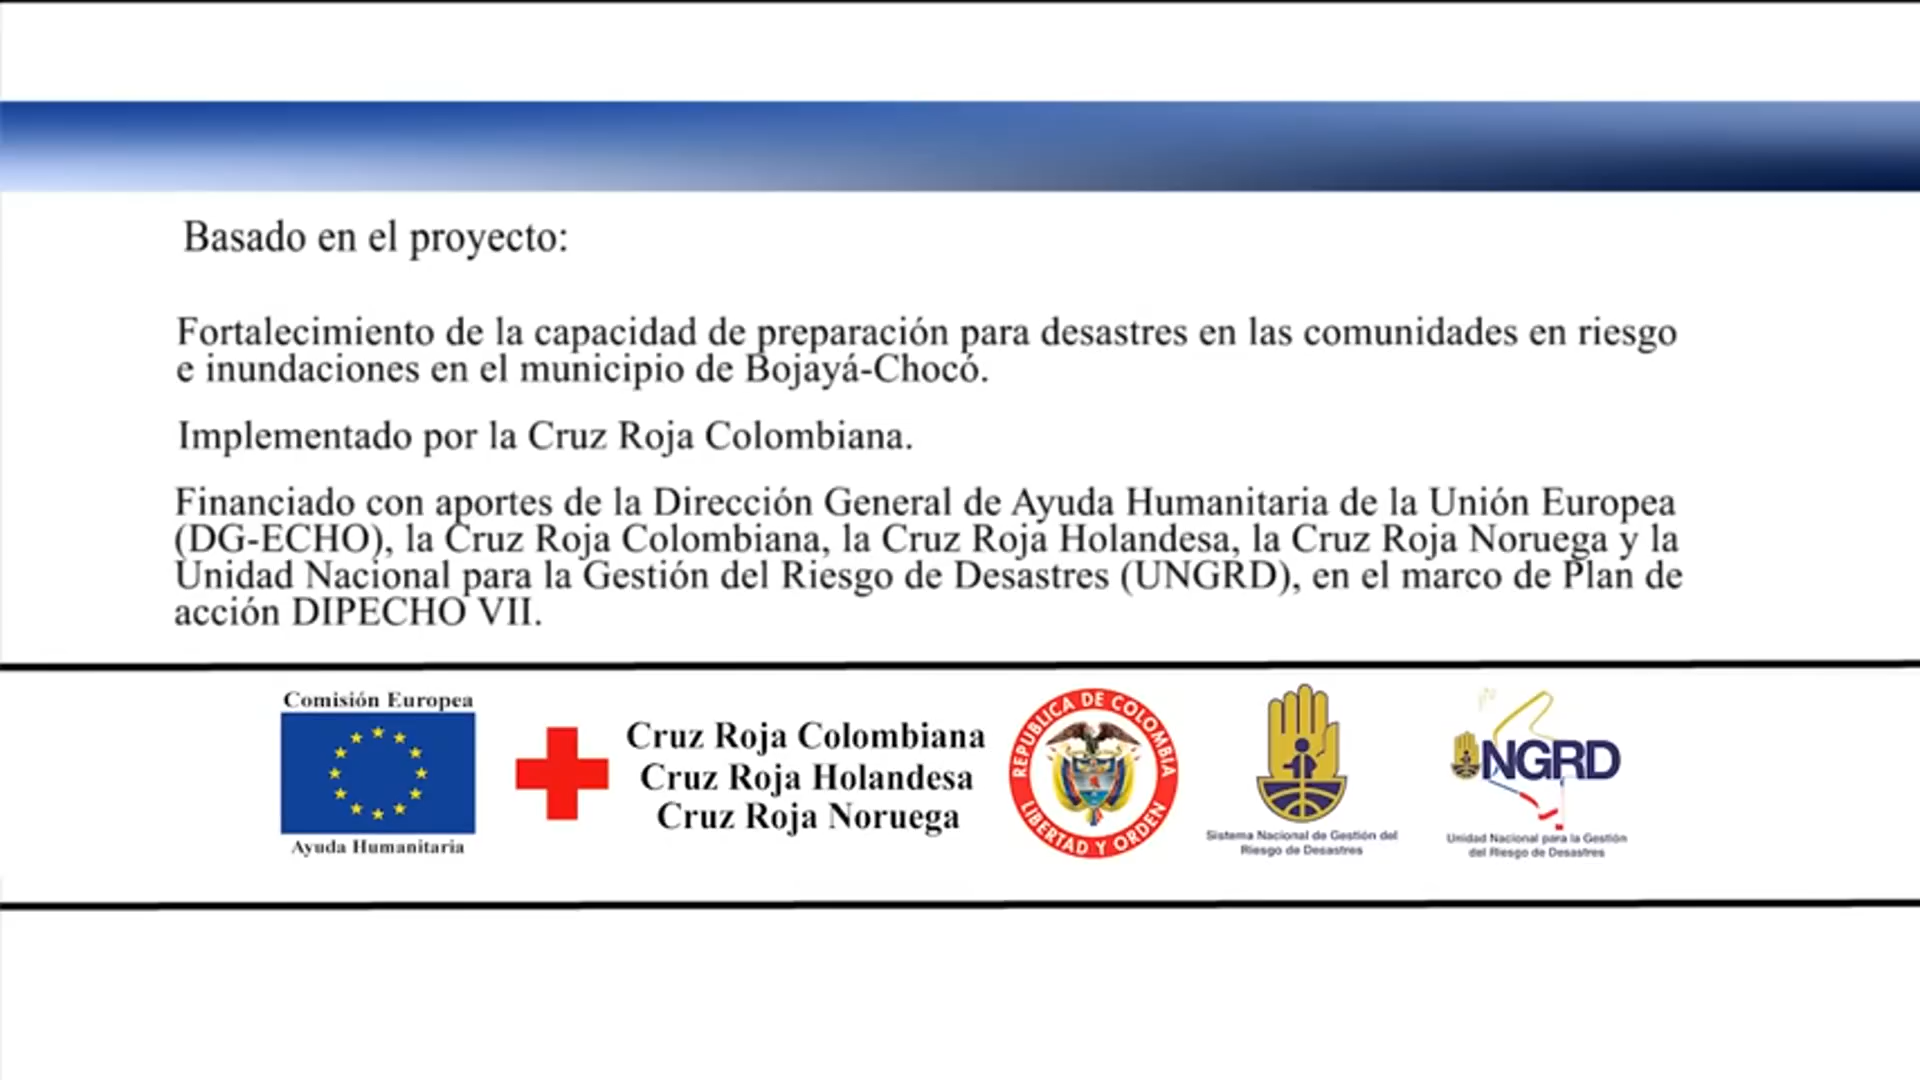 Basado en el proyecto:
Fortalecimiento de la capacidad de preparación para desastres en las comunidades en riesgo
e inundaciones en el municipio de Bojayá-Chocó.
Implementado por la Cruz Roja Colombiana.
Financiado con aportes de la Dirección General de Ayuda Humanitaria de la Unión Europea
(DG-ECHO), la Cruz Roja Colombiana, la Cruz Roja Holandesa, la Cruz Roja Noruega y la
Unidad Nacional para la Gestión del Riesgo de Desastres (UNGRD), en el marco de Plan de
acción DIPECHO VII.
Comisión Europea
Ayuda Humanitaria
Cruz Roja Colombiana
Cruz Roja Holandesa
Cruz Roja Noruega
REPUBLICA DE COLOMBIA
LIBERTAD Y ORDEN
Sistema Nacional de Gestión del
Riesgo de Desastres
NGRD
Unidad Nacional para la Gestión
del Riesgo de Desastres